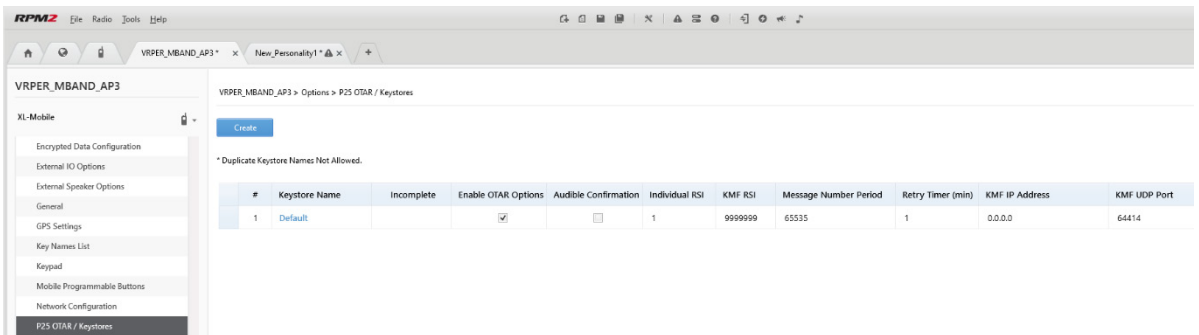 RPM2 File Radio Tools Help
VRPER_MBAND_AP3 * x New_Personality1 * x +
VRPER_MBAND_AP3
VRPER_MBAND_AP3 > Options > P25 OTAR / Keystores
XL-Mobile
Create
Encrypted Data Configuration
* Duplicate Keystore Names Not Allowed.
External IO Options
External Speaker Options
# Keystore Name Incomplete Enable OTAR Options Audible Confirmation Individual RSI KMF RSI Message Number Period Retry Timer (min) KMF IP Address KMF UDP Port
General
1 Default 1 9999999 65535 1 0.0.0.0 64414
GPS Settings
Key Names List
Keypad
Mobile Programmable Buttons
Network Configuration
P25 OTAR / Keystores